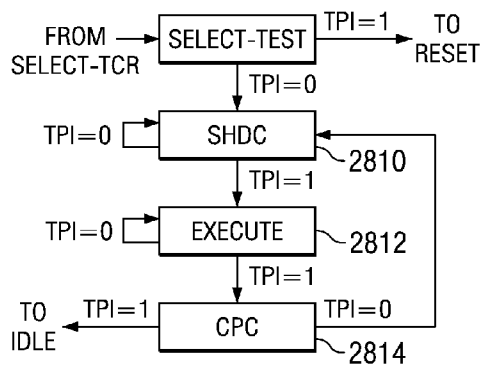 FROM
SELECT-TCR
SELECT-TEST
TPI=1
TO
RESET
TPI=0
TPI=0
SHDC
2810
TPI=1
TPI=0
EXECUTE
2812
TPI=1
TO
IDLE
TPI=1
CPC
TPI=0
2814